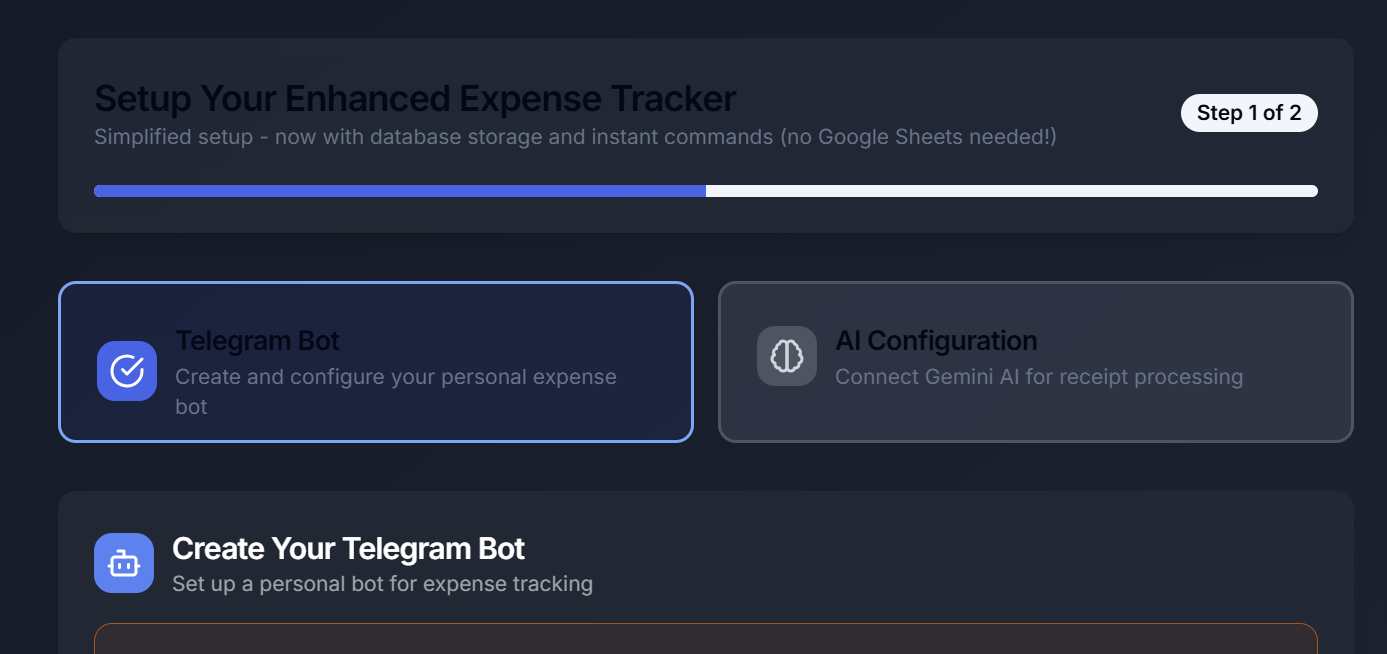 Setup Your Enhanced Expense Tracker
Simplified setup - now with database storage and instant commands (no Google Sheets needed!)
Step 1 of 2
Telegram Bot
Create and configure your personal expense
bot
AI Configuration
Connect Gemini AI for receipt processing
Create Your Telegram Bot
Set up a personal bot for expense tracking